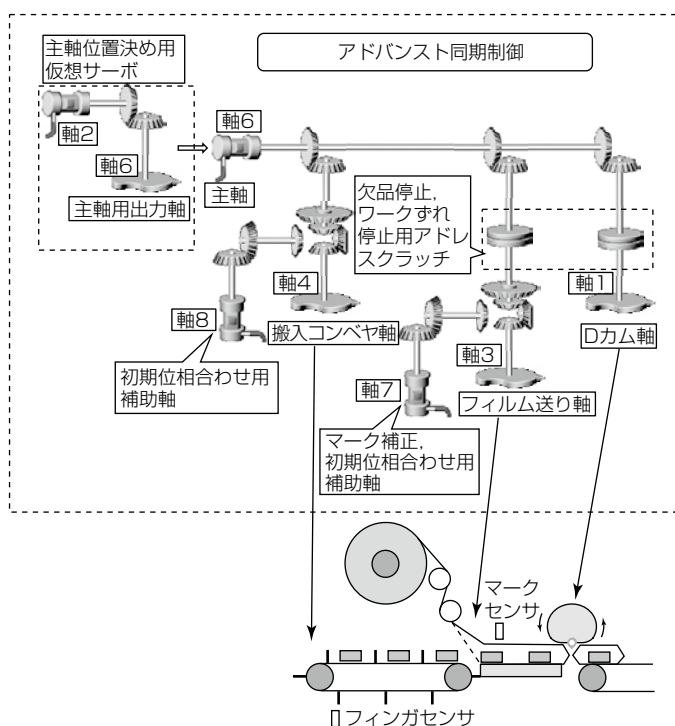 アドバンスト同期制御
主軸位置決め用
仮想サーボ
軸2
軸6
主軸用出力軸
軸6
主軸
欠品停止,
ワークずれ
停止用アドレ
スクラッチ
軸4
軸1
軸8
搬入コンベヤ軸
Dカム軸
軸3
初期位相合わせ用
補助軸
軸7
フィルム送り軸
マーク補正,
初期位相合わせ用
補助軸
マーク
センサ
フィンガセンサ